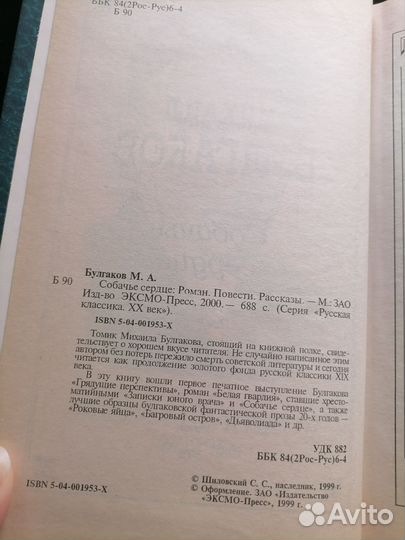 ББК 84(2Рос-Рус)6-4
Б 90
Булгаков М. А.
Б 90 Собачье сердце: Роман. Повести. Рассказы. — М.: ЗАО
Изд-во ЭКСМО-Пресс, 2000.— 688 с. (Серия «Русская
классика. XX век»).
ISBN 5-04-001953-X
Томик Михаила Булгакова, стоящий на книжной полке, свиде-
тельствует о хорошем вкусе читателя. Не случайно написанное этим
автором без потерь пережило смерть советской литературы и сегодня
читается как продолжение золотого фонда русской классики XIX
века.
В эту книгу вошли первое печатное выступление Булгакова
«Грядущие перспективы», роман «Белая гвардия», ставшие хресто-
матийными «Записки юного врача» и «Собачье сердце», а также
лучшие образцы булгаковской фантастической прозы 20-х годов —
«Роковые яйца», «Багровый остров», «Дьяволиада» и др.
УДК 882
ББК 84(2Рос-Рус)6-4
© Шиловский С. С., наследник, 1999 г.
© Оформление. ЗАО «Издательство
«ЭКСМО-Пресс», 1999 г.
ISBN 5-04-001953-X
Avito